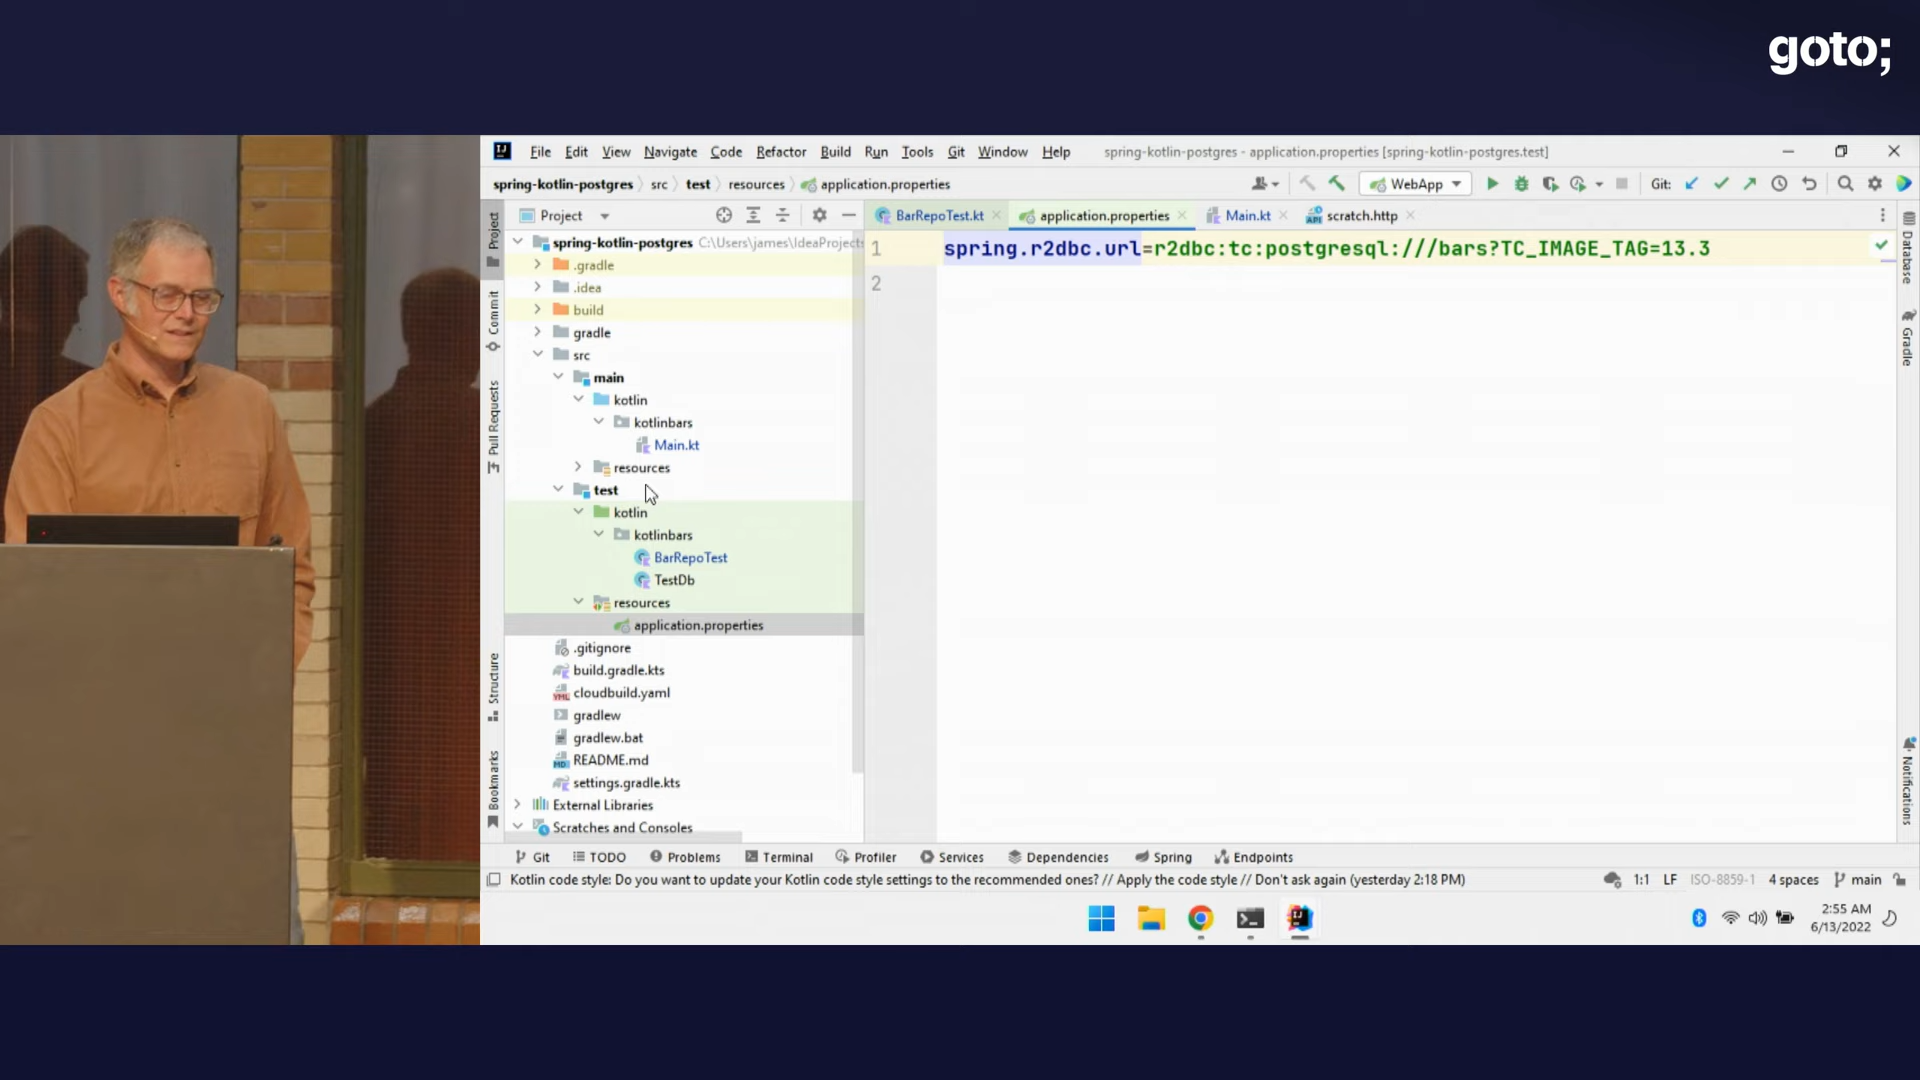 goto;
File Edit View Navigate Code Refactor Build Run Tools Git Window Help spring-kotlin-postgres - application.properties [spring-kotlin-postgres.test]
spring-kotlin-postgres src test resources application.properties WebApp Git:
Project
BarRepoTest.kt application.properties Main.kt scratch.http
spring-kotlin-postgres C:\Users\james\IdeaProjects
.gradle
.idea
build
gradle
src
main
kotlin
kotlinbars
Main.kt
resources
test
kotlin
kotlinbars
BarRepoTest
TestDb
resources
application.properties
.gitignore
build.gradle.kts
cloudbuild.yaml
gradlew
gradlew.bat
README.md
settings.gradle.kts
External Libraries
Scratches and Consoles
1 spring.r2dbc.url=r2dbc:tc:postgresql:///bars?TC_IMAGE_TAG=13.3
2
Project
Commit
Pull Requests
Structure
Bookmarks
Database
Gradle
Notifications
Git TODO Problems Terminal Profiler Services Dependencies Spring Endpoints
Kotlin code style: Do you want to update your Kotlin code style settings to the recommended ones? // Apply the code style // Don't ask again (yesterday 2:18 PM) 1:1 LF ISO-8859-1 4 spaces main
2:55 AM
6/13/2022